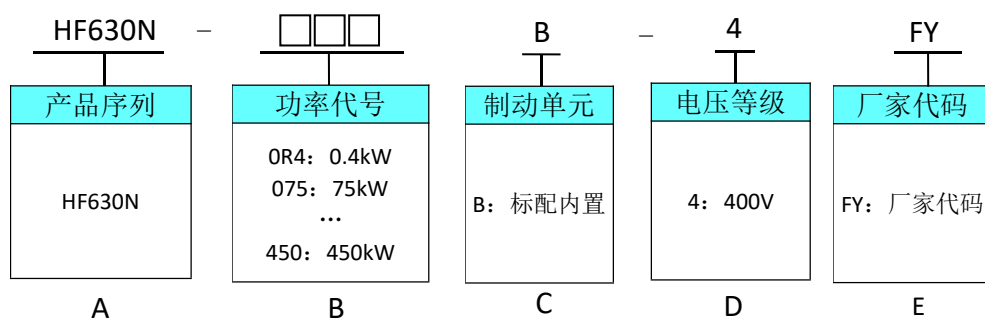 HF630N – □□□ B – 4 FY
产品序列 功率代号 制动单元 电压等级 厂家代码
0R4：0.4kW
075：75kW
HF630N B：标配内置 4：400V FY：厂家代码
...
450：450kW
A B C D E